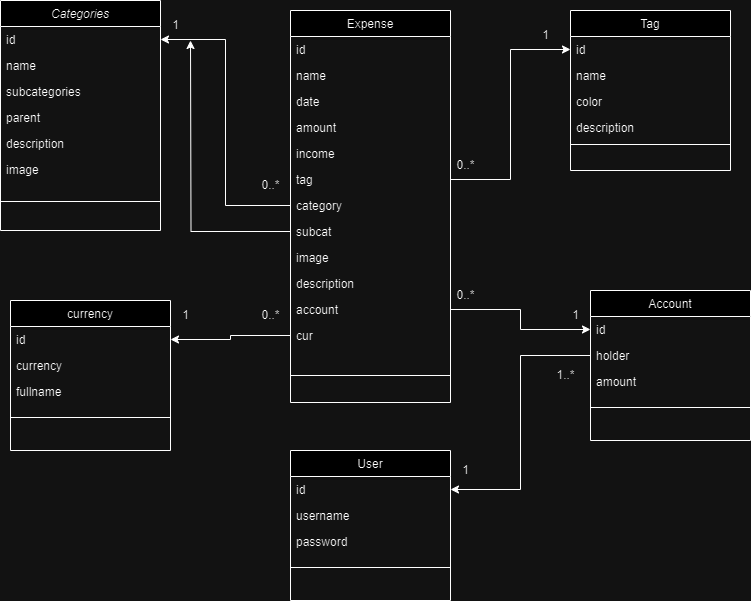 Categories
id
name
subcategories
parent
description
image
1
0..*
Expense
id
name
date
amount
income
tag
category
subcat
image
description
account
cur
0..*
1
Tag
id
name
color
description
currency
id
currency
fullname
1
0..*
0..*
1
Account
id
holder
amount
1..*
User
id
username
password
1